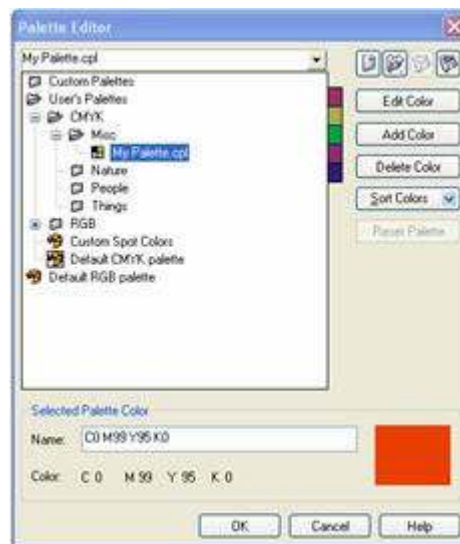 Palette Editor
My Palette.cpl
Custom Palettes
User's Palettes
CMYK
Misc
My Palette.cpl
Nature
People
Things
RGB
Custom Spot Colors
Default CMYK palette
Default RGB palette
Edit Color
Add Color
Delete Color
Sort Colors
Reset Palette
Selected Palette Color
Name: C0 M99 Y95 K0
Color: C 0 M 99 Y 95 K 0
OK Cancel Help